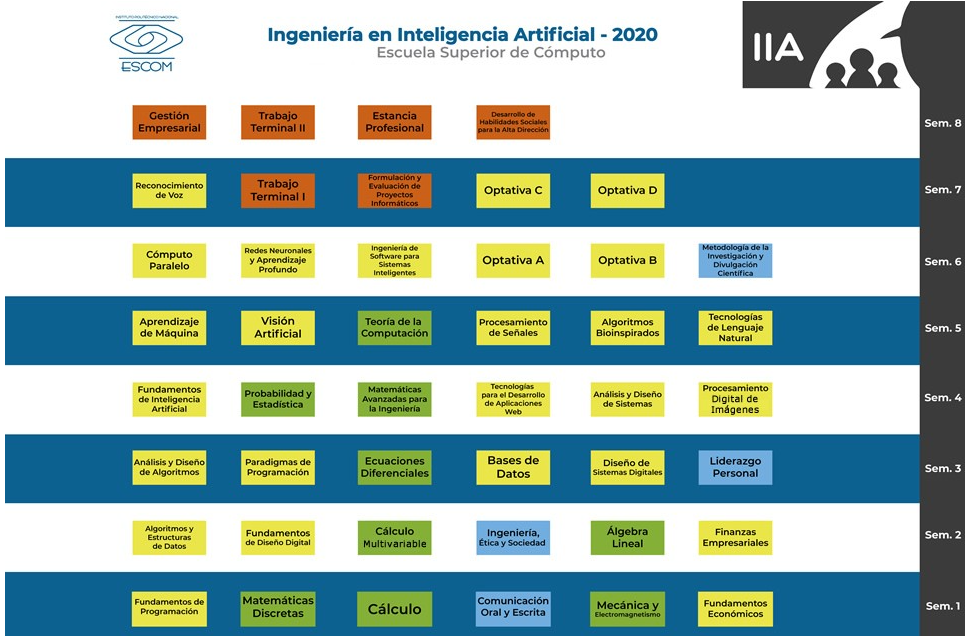 INSTITUTO POLITÉCNICO NACIONAL
ESCOM
Ingeniería en Inteligencia Artificial - 2020
Escuela Superior de Cómputo
IIA
Gestión
Empresarial
Trabajo
Terminal II
Estancia
Profesional
Desarrollo de
Habilidades Sociales
para la Alta Dirección
Sem. 8
Reconocimiento
de Voz
Trabajo
Terminal I
Formulación y
Evaluación de
Proyectos
Informáticos
Optativa C
Optativa D
Sem. 7
Cómputo
Paralelo
Redes Neuronales
y Aprendizaje
Profundo
Ingeniería de
Software para
Sistemas
Inteligentes
Optativa A
Optativa B
Metodología de la
Investigación y
Divulgación
Científica
Sem. 6
Aprendizaje
de Máquina
Visión
Artificial
Teoría de la
Computación
Procesamiento
de Señales
Algoritmos
Bioinspirados
Tecnologías
de Lenguaje
Natural
Sem. 5
Fundamentos
de Inteligencia
Artificial
Probabilidad y
Estadística
Matemáticas
Avanzadas para
la Ingeniería
Tecnologías
para el Desarrollo
de Aplicaciones
Web
Análisis y Diseño
de Sistemas
Procesamiento
Digital de
Imágenes
Sem. 4
Análisis y Diseño
de Algoritmos
Paradigmas de
Programación
Ecuaciones
Diferenciales
Bases de
Datos
Diseño de
Sistemas Digitales
Liderazgo
Personal
Sem. 3
Algoritmos y
Estructuras
de Datos
Fundamentos
de Diseño Digital
Cálculo
Multivariable
Ingeniería,
Ética y Sociedad
Álgebra
Lineal
Finanzas
Empresariales
Sem. 2
Fundamentos de
Programación
Matemáticas
Discretas
Cálculo
Comunicación
Oral y Escrita
Mecánica y
Electromagnetismo
Fundamentos
Económicos
Sem. 1